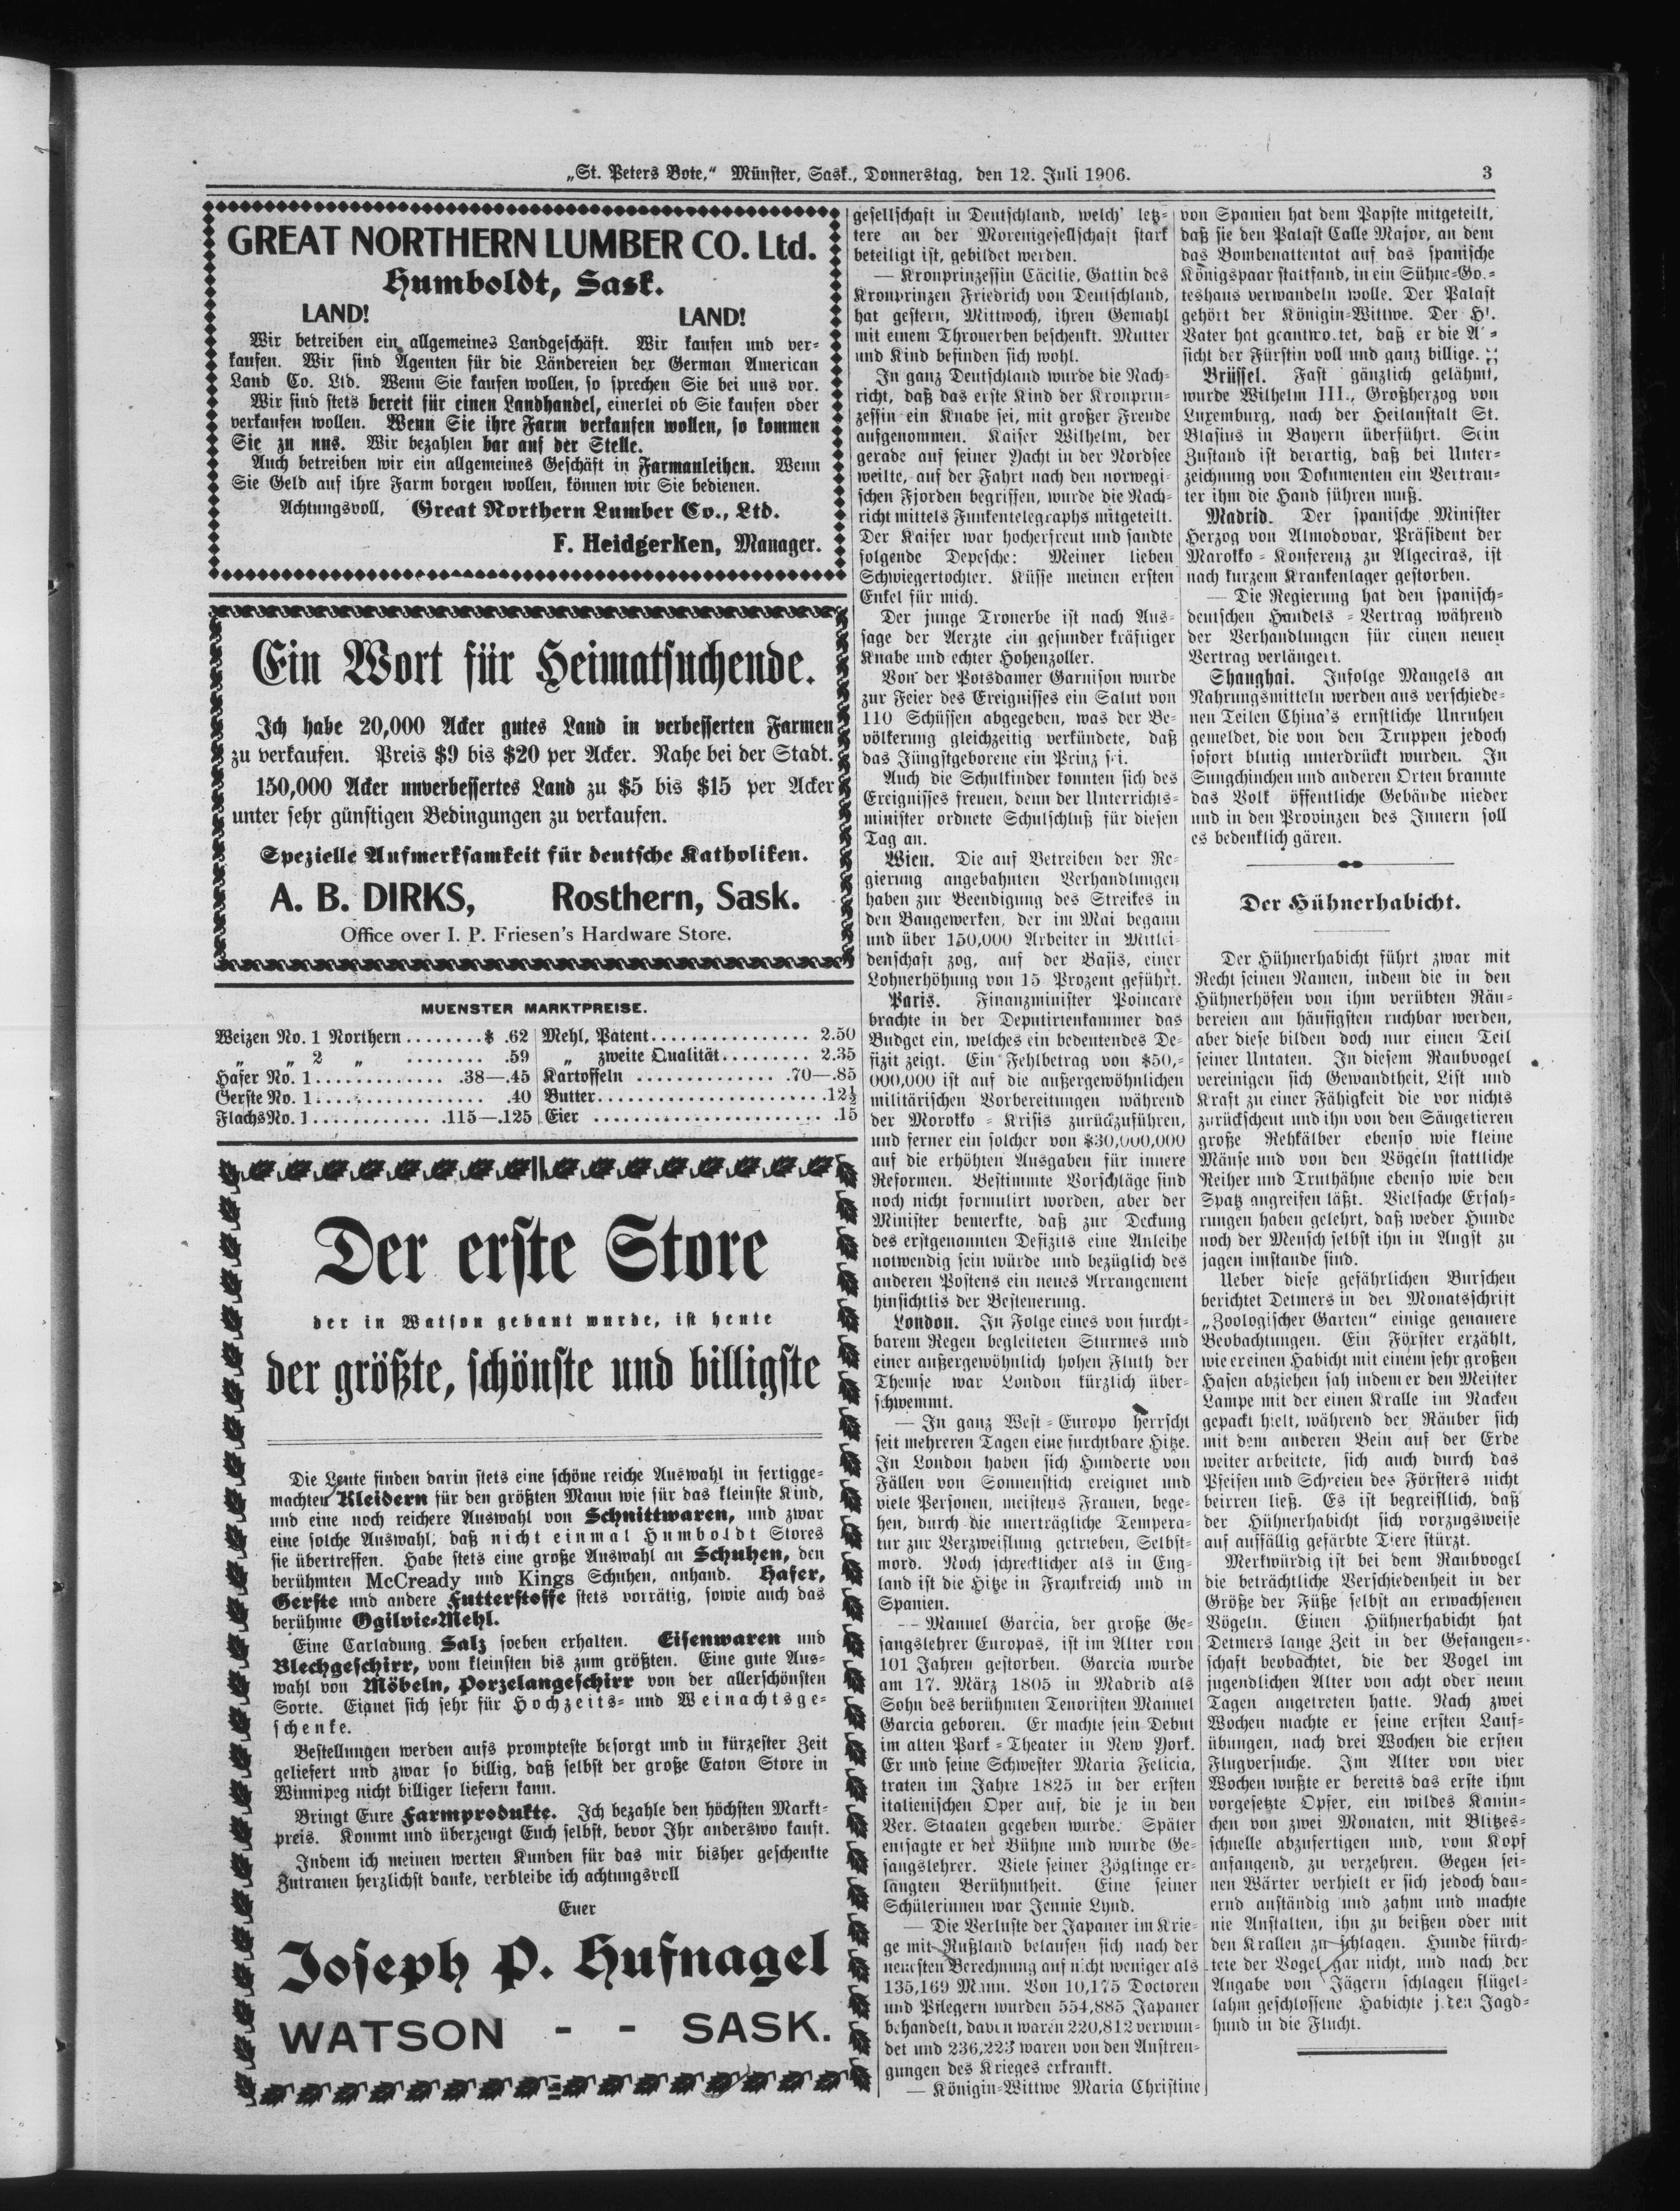 „St. Peters Bote,“ Münster, Sask., Donnerstag, den 12. Juli 1906.
3
GREAT NORTHERN LUMBER CO. Ltd.
Humboldt, Sask.
LAND! LAND!
Wir betreiben ein allgemeines Landgeschäft. Wir kaufen und ver-
kaufen. Wir sind Agenten für die Ländereien der German American
Land Co. Ltd. Wenn Sie kaufen wollen, so sprechen Sie bei uns vor.
Wir sind stets bereit für einen Landhandel, einerlei ob Sie kaufen oder
verkaufen wollen. Wenn Sie ihre Farm verkaufen wollen, so kommen
Sie zu uns. Wir bezahlen bar auf der Stelle.
Auch betreiben wir ein allgemeines Geschäft in Farmanleihen. Wenn
Sie Geld auf ihre Farm borgen wollen, können wir Sie bedienen.
Achtungsvoll, Great Northern Lumber Co., Ltd.
F. Heidgerken, Manager.
Ein Wort für Heimatsuchende.
Ich habe 20,000 Acker gutes Land in verbesserten Farmen
zu verkaufen. Preis $9 bis $20 per Acker. Nahe bei der Stadt.
150,000 Acker unverbessertes Land zu $5 bis $15 per Acker
unter sehr günstigen Bedingungen zu verkaufen.
Spezielle Aufmerksamkeit für deutsche Katholiken.
A. B. DIRKS, Rosthern, Sask.
Office over I. P. Friesen's Hardware Store.
MUENSTER MARKTPREISE.
Weizen No. 1 Northern ........ $ .62
„ „ 2 „ ........ .59
Hafer No. 1 ............. .38—.45
Gerste No. 1 ................. .40
Flachs No. 1 ............ .115—.125
Mehl, Patent ................ 2.50
„ zweite Qualität ......... 2.35
Kartoffeln .............. .70—.85
Butter ....................... .12½
Eier ....................... .15
Der erste Store
der in Watson gebaut wurde, ist heute
der größte, schönste und billigste
Die Leute finden darin stets eine schöne reiche Auswahl in fertigge-
machten Kleidern für den größten Mann wie für das kleinste Kind,
und eine noch reichere Auswahl von Schnittwaren, und zwar
eine solche Auswahl, daß nicht einmal Humboldt Stores
sie übertreffen. Habe stets eine große Auswahl an Schuhen, den
berühmten McCready und Kings Schuhen, anhand. Hafer,
Gerste und andere Futterstoffe stets vorrätig, sowie auch das
berühmte Ogilvie-Mehl.
Eine Carladung Salz soeben erhalten. Eisenwaren und
Blechgeschirr, vom kleinsten bis zum größten. Eine gute Aus-
wahl von Möbeln, Porzelangeschirr von der allerschönsten
Sorte. Eignet sich sehr für Hochzeits- und Weinachtsge-
schenke.
Bestellungen werden aufs prompteste besorgt und in kürzester Zeit
geliefert und zwar so billig, daß selbst der große Eaton Store in
Winnipeg nicht billiger liefern kann.
Bringt Eure Farmprodukte. Ich bezahle den höchsten Markt-
preis. Kommt und überzeugt Euch selbst, bevor Ihr anderswo kauft.
Indem ich meinen werten Kunden für das mir bisher geschenkte
Zutrauen herzlichst danke, verbleibe ich achtungsvoll
Euer
Joseph P. Hufnagel
WATSON - - SASK.
gesellschaft in Deutschland, welch' letz-
tere an der Morenigesellschaft stark
beteiligt ist, gebildet werden.
— Kronprinzessin Cäcilie, Gattin des
Kronprinzen Friedrich von Deutschland,
hat gestern, Mittwoch, ihren Gemahl
mit einem Thronerben beschenkt. Mutter
und Kind befinden sich wohl.
In ganz Deutschland wurde die Nach-
richt, daß das erste Kind der Kronprin-
zessin ein Knabe sei, mit großer Freude
aufgenommen. Kaiser Wilhelm, der
gerade auf seiner Yacht in der Nordsee
weilte, auf der Fahrt nach den norwegi-
schen Fjorden begriffen, wurde die Nach-
richt mittels Funkentelegraphs mitgeteilt.
Der Kaiser war hocherfreut und sandte
folgende Depesche: Meiner lieben
Schwiegertochter. Küsse meinen ersten
Enkel für mich.
Der junge Tronerbe ist nach Aus-
sage der Aerzte ein gesunder kräftiger
Knabe und echter Hohenzoller.
Von der Potsdamer Garnison wurde
zur Feier des Ereignisses ein Salut von
110 Schüssen abgegeben, was der Be-
völkerung gleichzeitig verkündete, daß
das Jüngstgeborene ein Prinz sei.
Auch die Schulkinder konnten sich des
Ereignisses freuen, denn der Unterrichts-
minister ordnete Schulschluß für diesen
Tag an.
Wien. Die auf Betreiben der Re-
gierung angebahnten Verhandlungen
haben zur Beendigung des Streikes in
den Baugewerken, der im Mai begann
und über 150,000 Arbeiter in Mitlei-
denschaft zog, auf der Basis, einer
Lohnerhöhung von 15 Prozent geführt.
Paris. Finanzminister Poincare
brachte in der Deputirtenkammer das
Budget ein, welches ein bedeutendes De-
fizit zeigt. Ein Fehlbetrag von $50,-
000,000 ist auf die außergewöhnlichen
militärischen Vorbereitungen während
der Morokko-Krisis zurückzuführen,
und ferner ein solcher von $30,000,000
auf die erhöhten Ausgaben für innere
Reformen. Bestimmte Vorschläge sind
noch nicht formulirt worden, aber der
Minister bemerkte, daß zur Deckung
des erstgenannten Defizits eine Anleihe
notwendig sein würde und bezüglich des
anderen Postens ein neues Arrangement
hinsichtlis der Besteuerung.
London. In Folge eines von furcht-
barem Regen begleiteten Sturmes und
einer außergewöhnlich hohen Fluth der
Themse war London kürzlich über-
schwemmt.
— In ganz West-Europo herrscht
seit mehreren Tagen eine furchtbare Hitze.
In London haben sich Hunderte von
Fällen von Sonnenstich ereignet und
viele Personen, meistens Frauen, bege-
hen, durch die unerträgliche Tempera-
tur zur Verzweiflung getrieben, Selbst-
mord. Noch schrecklicher als in Eng-
land ist die Hitze in Frankreich und in
Spanien.
— Manuel Garcia, der große Ge-
sangslehrer Europas, ist im Alter von
101 Jahren gestorben. Garcia wurde
am 17. März 1805 in Madrid als
Sohn des berühmten Tenoristen Manuel
Garcia geboren. Er machte sein Debut
im alten Park-Theater in New York.
Er und seine Schwester Maria Felicia,
traten im Jahre 1825 in der ersten
italienischen Oper auf, die je in den
Ver. Staaten gegeben wurde. Später
entsagte er der Bühne und wurde Ge-
sangslehrer. Viele seiner Zöglinge er-
langten Berühmtheit. Eine seiner
Schülerinnen war Jennie Lynd.
— Die Verluste der Japaner im Krie-
ge mit Rußland belaufen sich nach der
neuesten Berechnung auf nicht weniger als
135,169 Mann. Von 10,175 Doctoren
und Pflegern wurden 554,885 Japaner
behandelt, davon waren 220,812 verwun-
det und 236,223 waren von den Anstren-
gungen des Krieges erkrankt.
— Königin-Wittwe Maria Christine
von Spanien hat dem Papste mitgeteilt,
daß sie den Palast Calle Major, an dem
das Bombenattentat auf das spanische
Königspaar stattfand, in ein Sühne-Go.-
teshaus verwandeln wolle. Der Palast
gehört der Königin-Wittwe. Der Hl.
Vater hat geantwo.tet, daß er die A -
sicht der Fürstin voll und ganz billige.
Brüssel. Fast gänzlich gelähmt,
wurde Wilhelm III., Großherzog von
Luxemburg, nach der Heilanstalt St.
Blasius in Bayern überführt. Sein
Zustand ist derartig, daß bei Unter-
zeichnung von Dokumenten ein Vertrau-
ter ihm die Hand führen muß.
Madrid. Der spanische Minister
Herzog von Almodovar, Präsident der
Marokko-Konferenz zu Algeciras, ist
nach kurzem Krankenlager gestorben.
— Die Regierung hat den spanisch-
deutschen Handels-Vertrag während
der Verhandlungen für einen neuen
Vertrag verlängert.
Shanghai. Infolge Mangels an
Nahrungsmitteln werden aus verschiede-
nen Teilen China's ernstliche Unruhen
gemeldet, die von den Truppen jedoch
sofort blutig unterdrückt wurden. In
Sungchinchen und anderen Orten brannte
das Volk öffentliche Gebäude nieder
und in den Provinzen des Innern soll
es bedenklich gären.
Der Hühnerhabicht.
Der Hühnerhabicht führt zwar mit
Recht seinen Namen, indem die in den
Hühnerhöfen von ihm verübten Räu-
bereien am häufigsten ruchbar werden,
aber diese bilden doch nur einen Teil
seiner Untaten. In diesem Raubvogel
vereinigen sich Gewandtheit, List und
Kraft zu einer Fähigkeit die vor nichts
zurückscheut und ihn von den Säugetieren
große Rehkälber ebenso wie kleine
Mäuse und von den Vögeln stattliche
Reiher und Truthähne ebenso wie den
Spatz angreifen läßt. Vielfache Erfah-
rungen haben gelehrt, daß weder Hunde
noch der Mensch selbst ihn in Angst zu
jagen imstande sind.
Ueber diese gefährlichen Burschen
berichtet Detmers in der Monatsschrift
„Zoologischer Garten“ einige genauere
Beobachtungen. Ein Förster erzählt,
wie er einen Habicht mit einem sehr großen
Hasen abziehen sah indem er den Meister
Lampe mit der einen Kralle im Nacken
gepackt hielt, während der Räuber sich
mit dem anderen Bein auf der Erde
weiter arbeitete, sich auch durch das
Pfeifen und Schreien des Försters nicht
beirren ließ. Es ist begreifllich, daß
der Hühnerhabicht sich vorzugsweise
auf auffällig gefärbte Tiere stürzt.
Merkwürdig ist bei dem Raubvogel
die beträchtliche Verschiedenheit in der
Größe der Füße selbst an erwachsenen
Vögeln. Einen Hühnerhabicht hat
Detmers lange Zeit in der Gefangen-
schaft beobachtet, die der Vogel im
jugendlichen Alter von acht oder neun
Tagen angetreten hatte. Nach zwei
Wochen machte er seine ersten Lauf-
übungen, nach drei Wochen die ersten
Flugversuche. Im Alter von vier
Wochen wußte er bereits das erste ihm
vorgesetzte Opfer, ein wildes Kanin-
chen von zwei Monaten, mit Blitzes-
schnelle abzufertigen und, vom Kopf
anfangend, zu verzehren. Gegen sei-
nen Wärter verhielt er sich jedoch dau-
ernd anständig und zahm und machte
nie Anstalten, ihn zu beißen oder mit
den Krallen zu schlagen. Hunde fürch-
tete der Vogel gar nicht, und nach der
Angabe von Jägern schlagen flügel-
lahm geschlossene Habichte j.den Jagd-
hund in die Flucht.